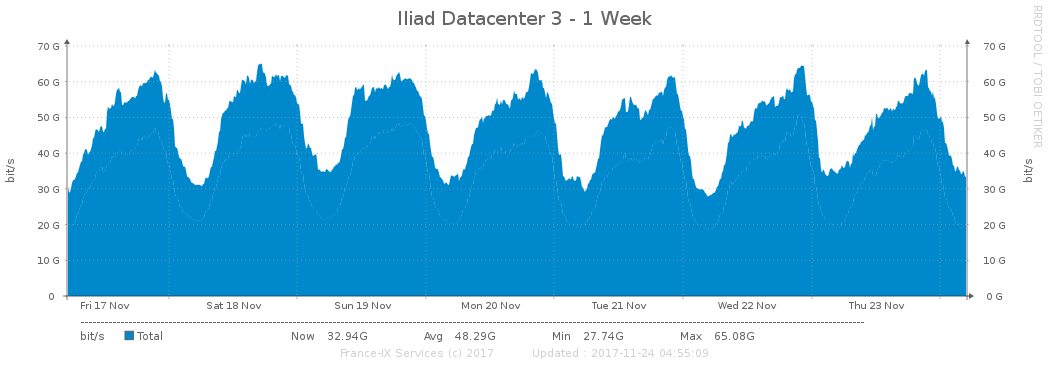 Iliad Datacenter 3 - 1 Week
RRDTOOL / TOBI OETIKER
70 G 70 G
60 G 60 G
50 G 50 G
40 G 40 G
30 G 30 G
20 G 20 G
10 G 10 G
0 0 G
bit/s bit/s
Fri 17 Nov Sat 18 Nov Sun 19 Nov Mon 20 Nov Tue 21 Nov Wed 22 Nov Thu 23 Nov
bit/s Total Now 32.94G Avg 48.29G Min 27.74G Max 65.08G
France-IX Services (c) 2017 Updated : 2017-11-24 04:55:09